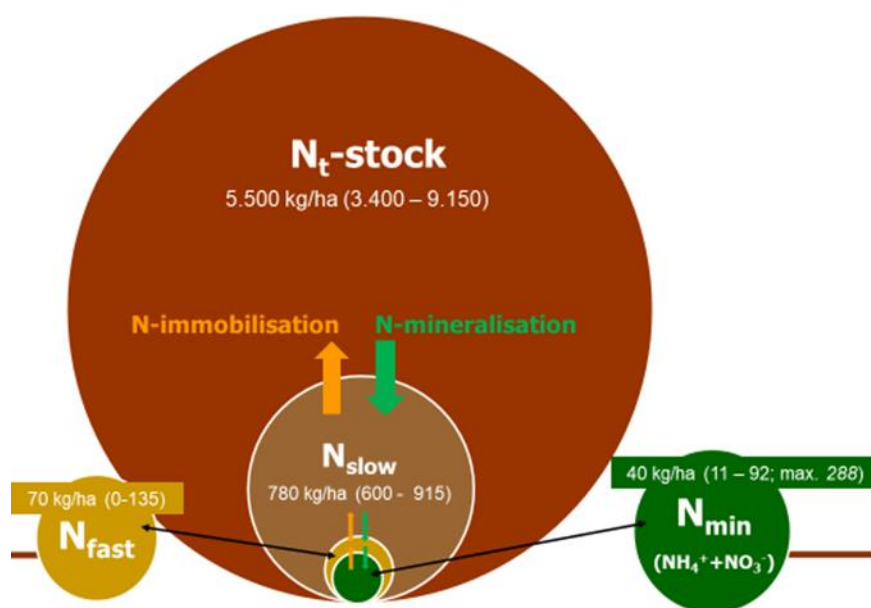 Nt-stock
5.500 kg/ha (3.400 – 9.150)
N-immobilisation
N-mineralisation
Nslow
780 kg/ha (600 - 915)
70 kg/ha (0-135)
Nfast
40 kg/ha (11 – 92; max. 288)
Nmin
(NH₄⁺+NO₃⁻)